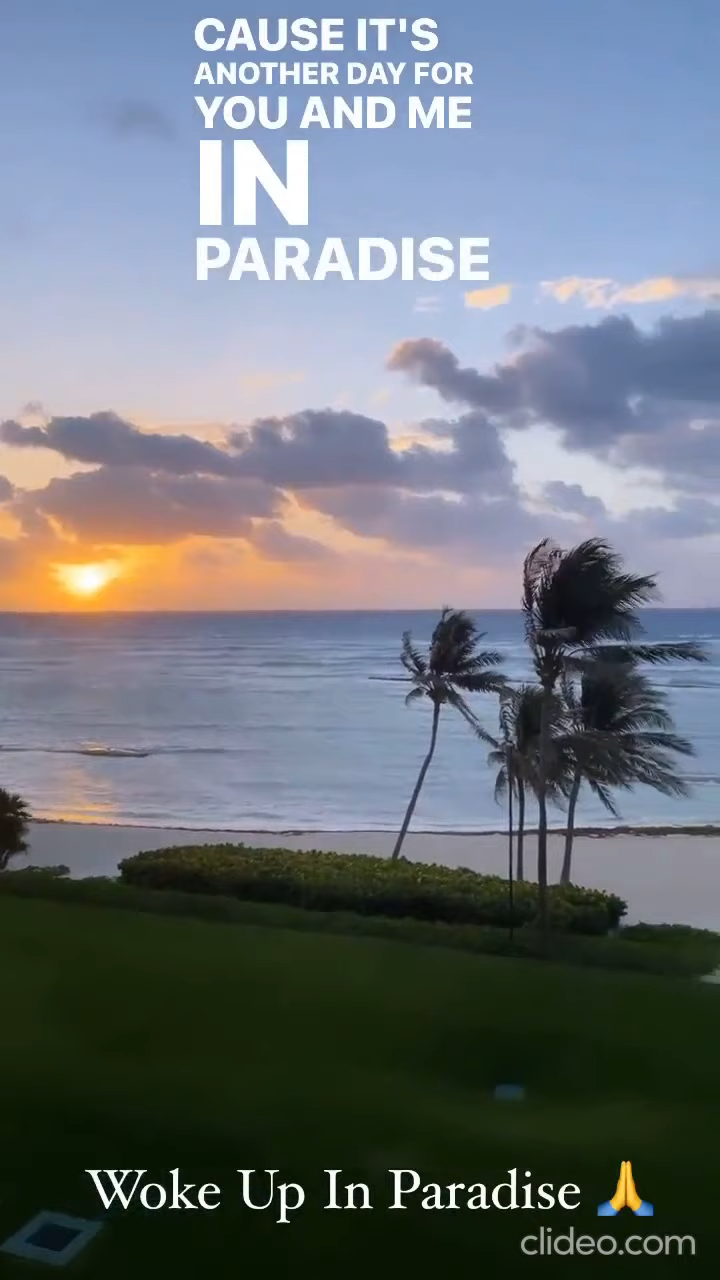 CAUSE IT'S
ANOTHER DAY FOR
YOU AND ME
IN
PARADISE
Woke Up In Paradise 🙏
clideo.com